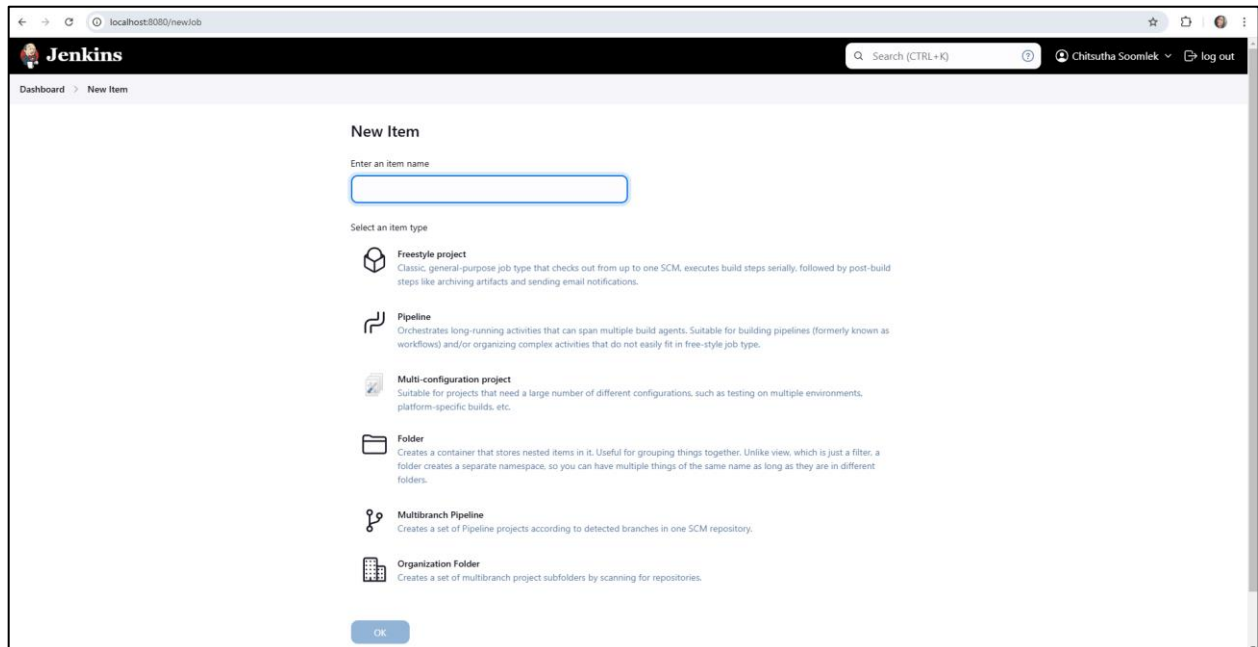 localhost:8080/newJob
Jenkins
Search (CTRL+K)
Chitsutha Soomlek
log out
Dashboard > New Item
New Item
Enter an item name
Select an item type
Freestyle project
Classic, general-purpose job type that checks out from up to one SCM, executes build steps serially, followed by post-build
steps like archiving artifacts and sending email notifications.
Pipeline
Orchestrates long-running activities that can span multiple build agents. Suitable for building pipelines (formerly known as
workflows) and/or organizing complex activities that do not easily fit in free-style job type.
Multi-configuration project
Suitable for projects that need a large number of different configurations, such as testing on multiple environments,
platform-specific builds, etc.
Folder
Creates a container that stores nested items in it. Useful for grouping things together. Unlike view, which is just a filter, a
folder creates a separate namespace, so you can have multiple things of the same name as long as they are in different
folders.
Multibranch Pipeline
Creates a set of Pipeline projects according to detected branches in one SCM repository.
Organization Folder
Creates a set of multibranch project subfolders by scanning for repositories.
OK